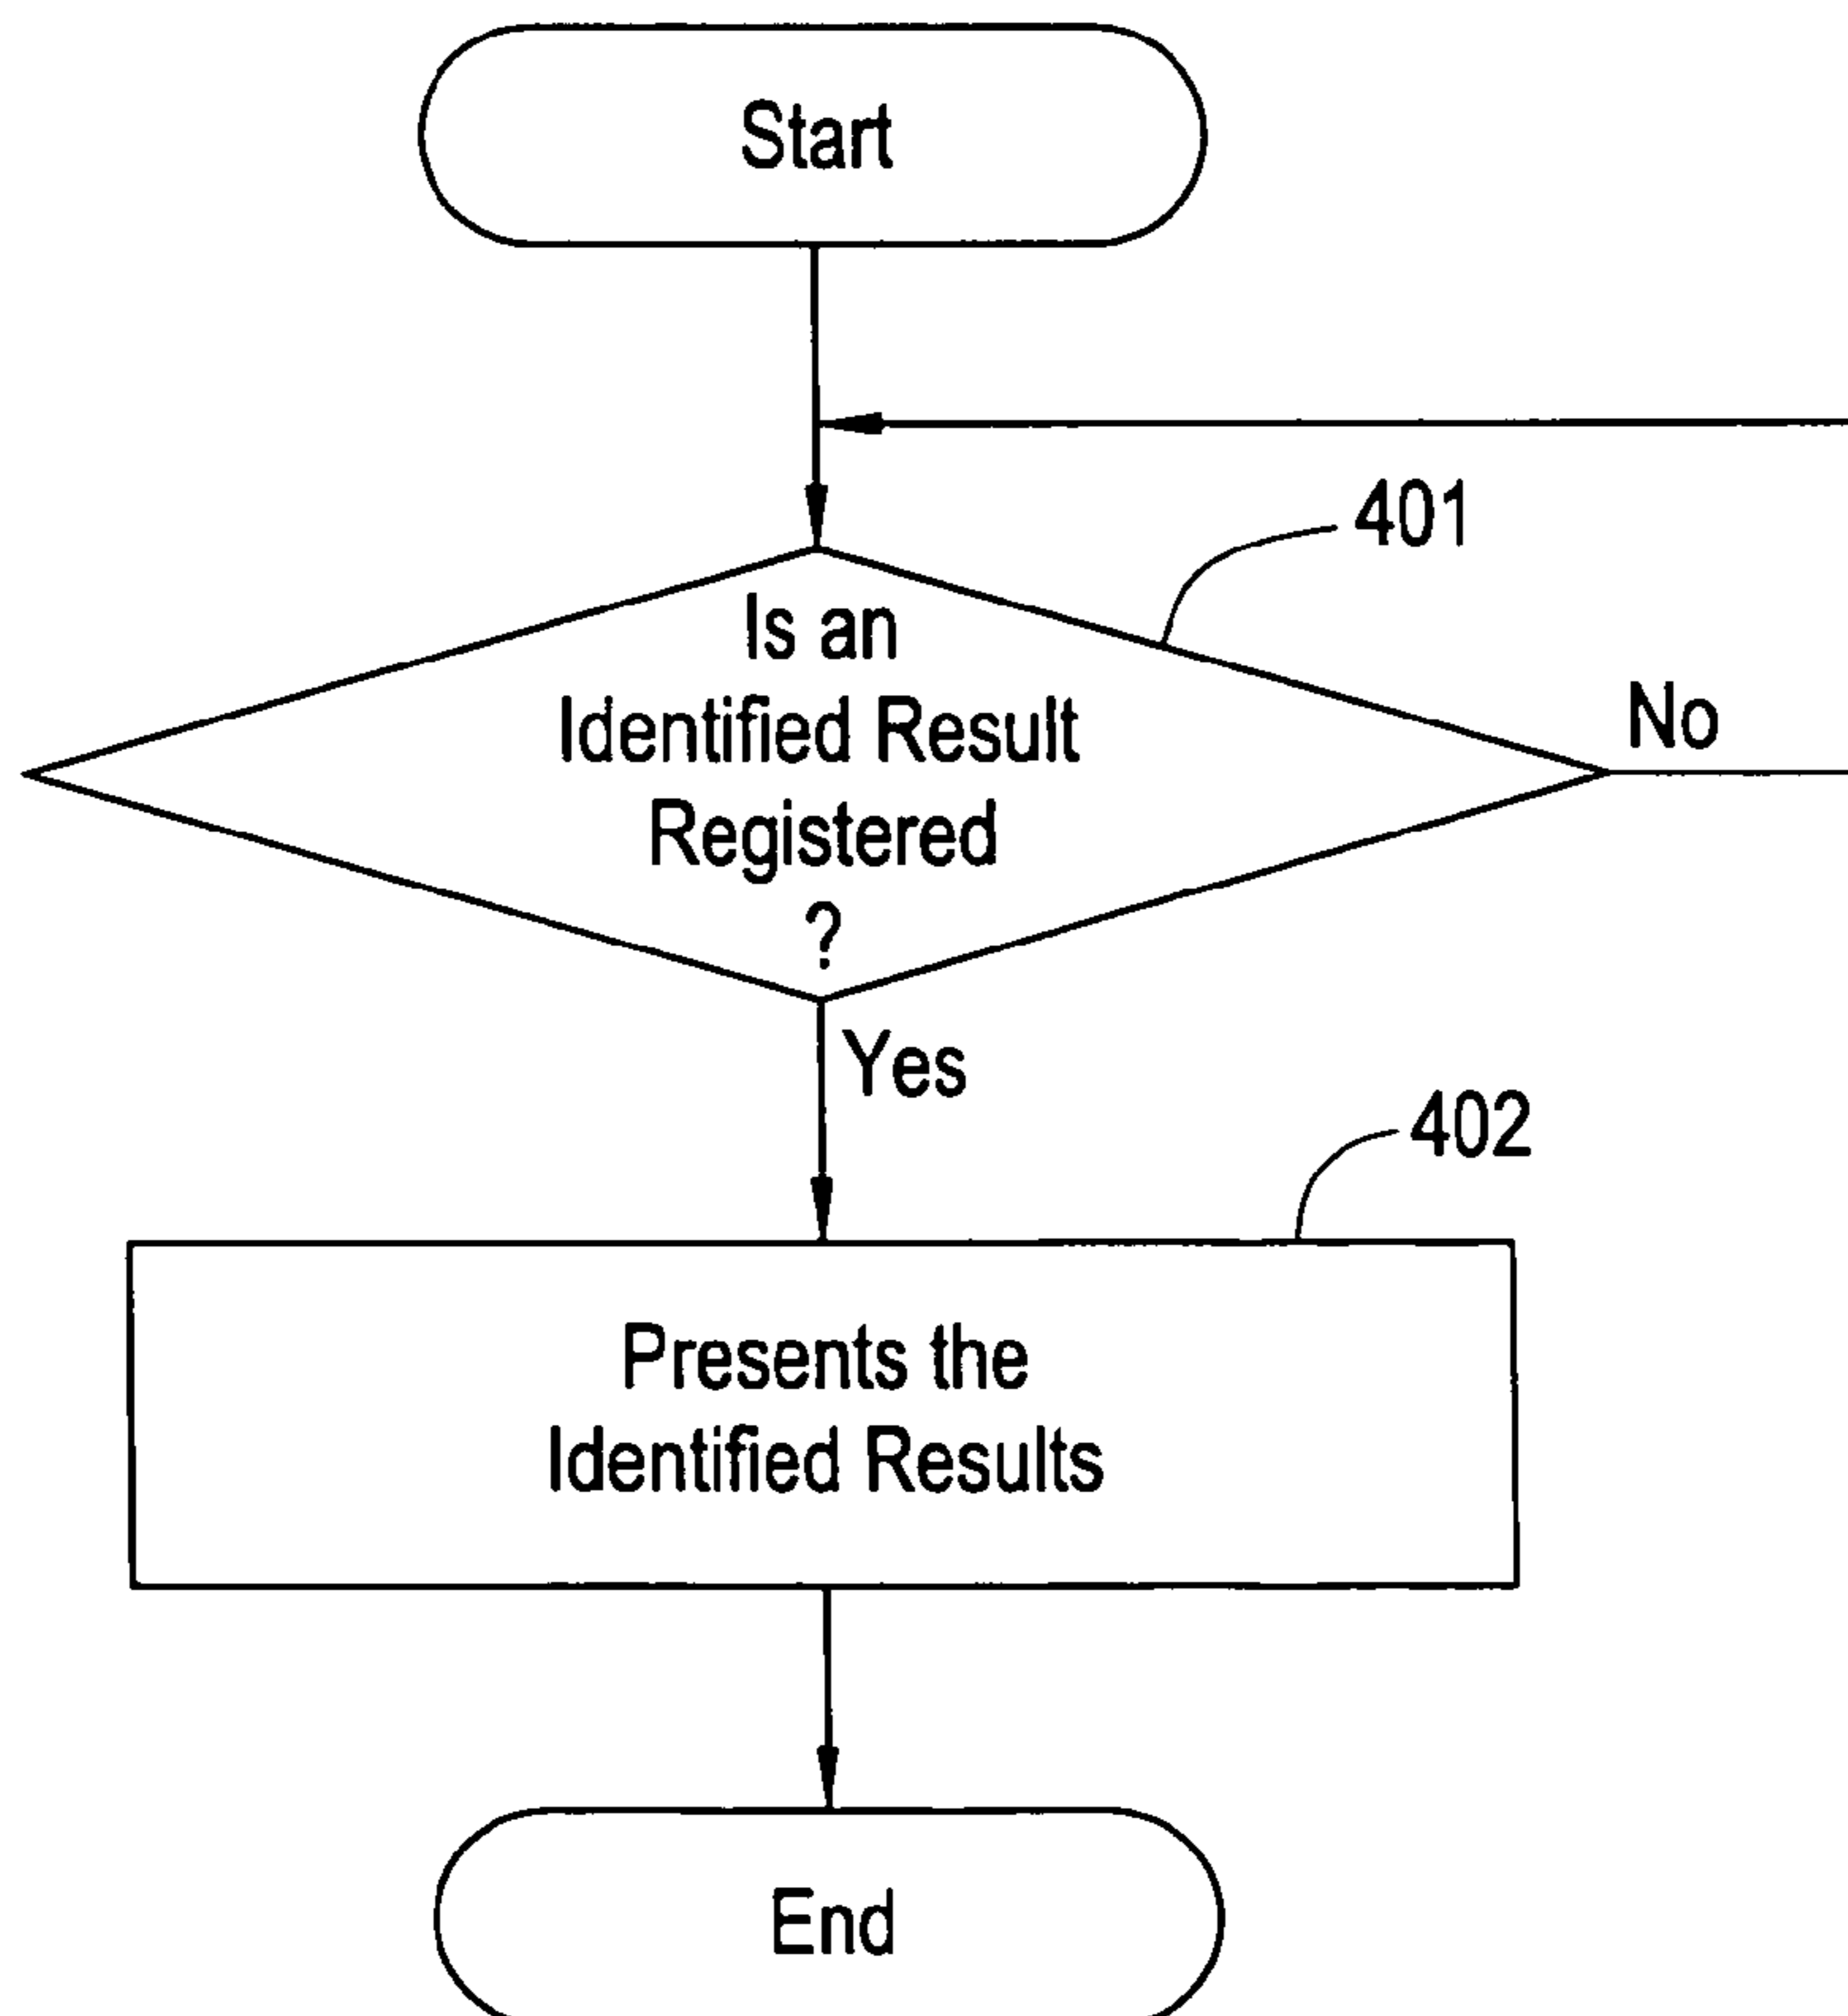 Start
401
Is an
Identified Result
Registered
?
No
Yes
402
Presents the
Identified Results
End